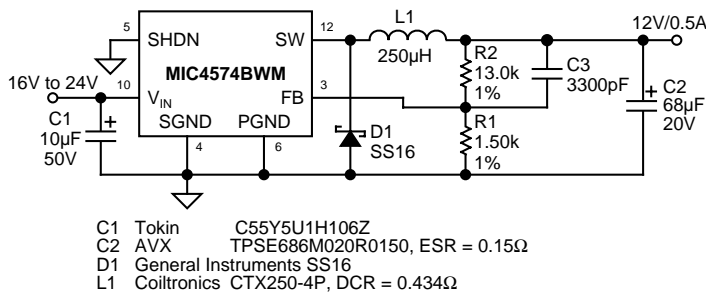 L1
12V/0.5A
5
SHDN
SW
12
250µH
R2
13.0k
1%
C3
3300pF
MIC4574BWM
16V to 24V
10
VIN
FB
3
C2
68µF
20V
C1
10µF
50V
SGND
PGND
4
6
D1
SS16
R1
1.50k
1%
C1 Tokin C55Y5U1H106Z
C2 AVX TPSE686M020R0150, ESR = 0.15Ω
D1 General Instruments SS16
L1 Coiltronics CTX250-4P, DCR = 0.434Ω